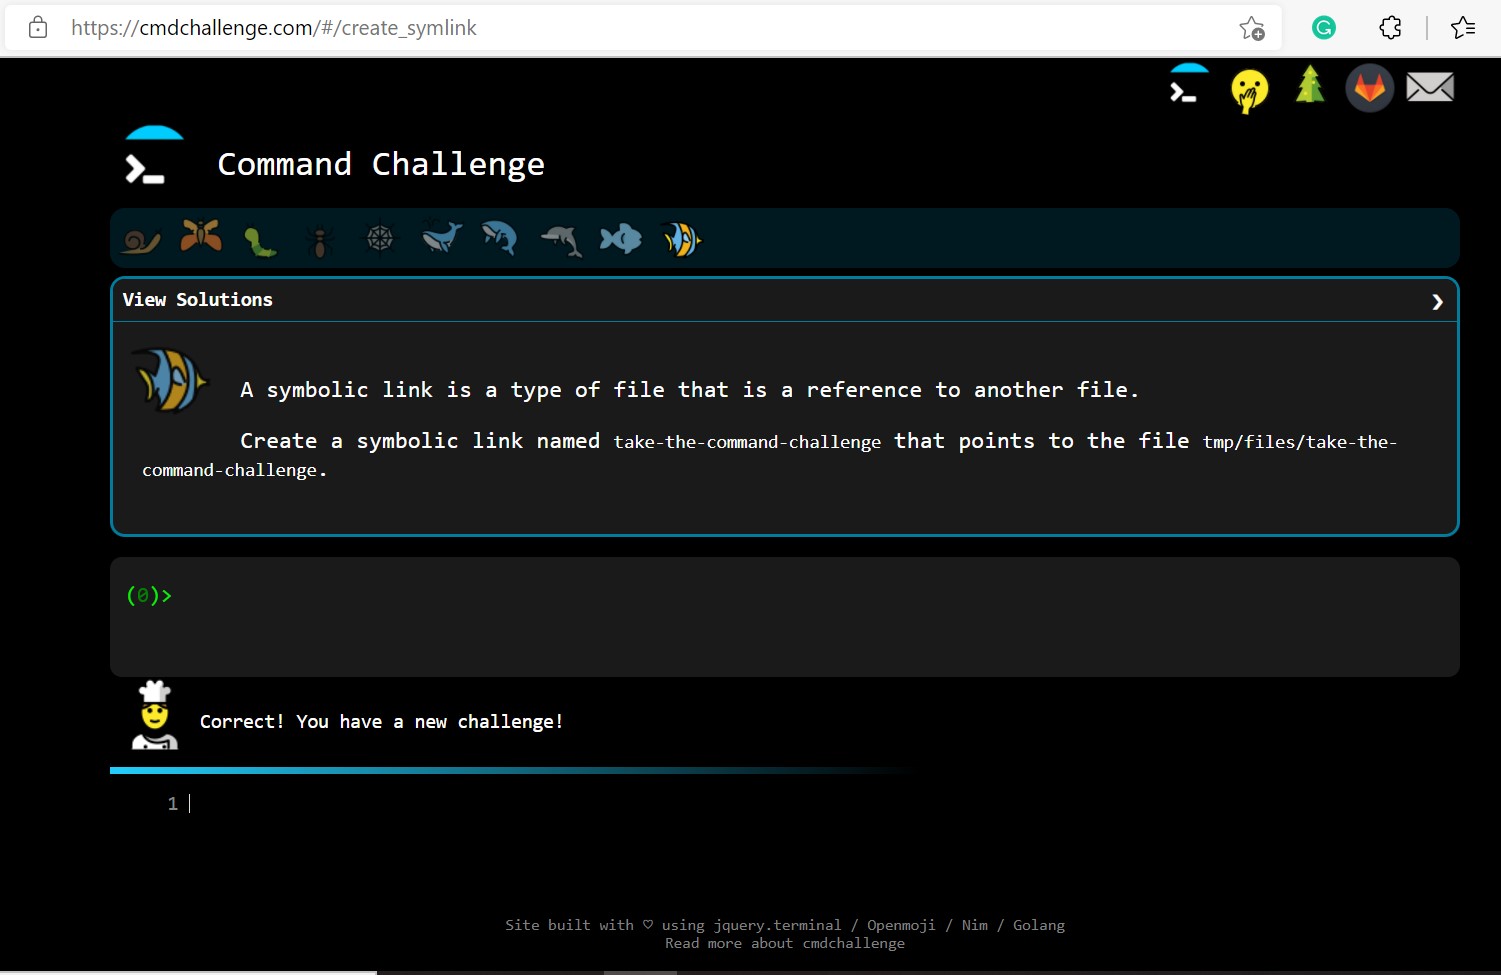 https://cmdchallenge.com/#/create_symlink
Command Challenge
View Solutions
A symbolic link is a type of file that is a reference to another file.
Create a symbolic link named take-the-command-challenge that points to the file tmp/files/take-the-
command-challenge.
(0)>
Correct! You have a new challenge!
1
Site built with ♡ using jquery.terminal / Openmoji / Nim / Golang
Read more about cmdchallenge